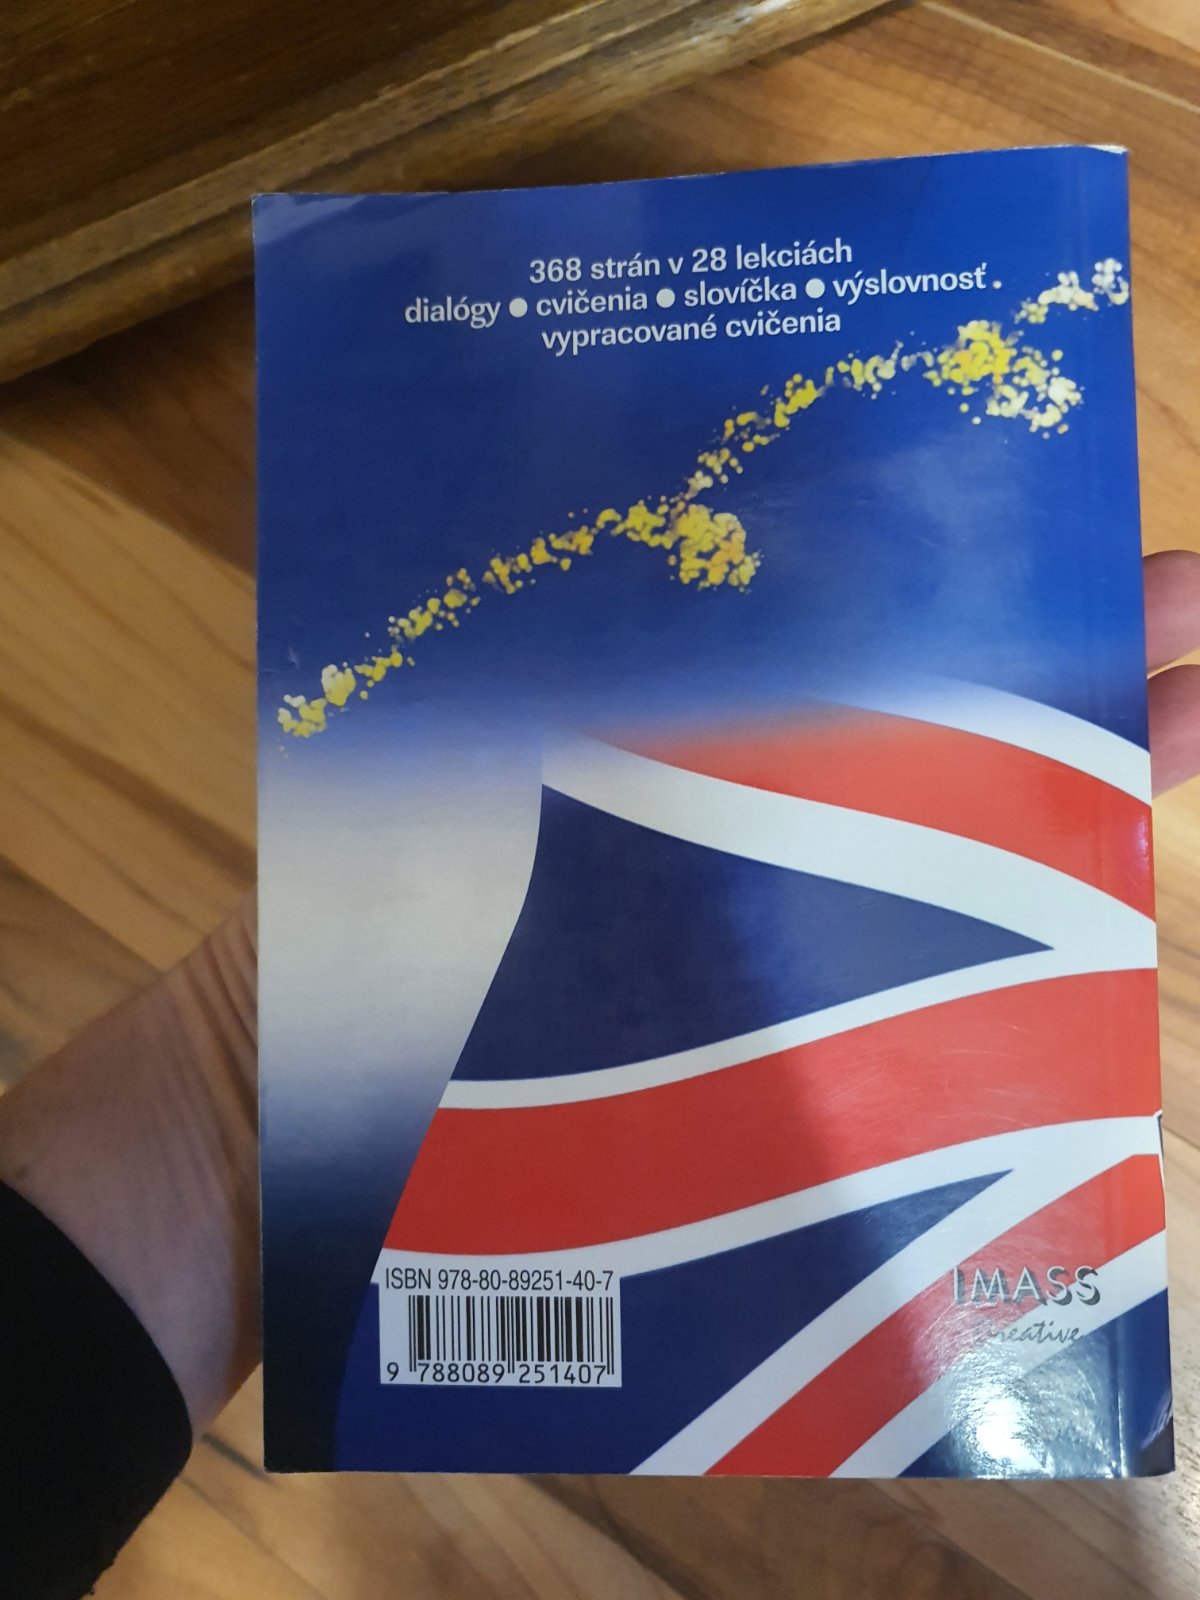 368 strán v 28 lekciách
dialógy ● cvičenia ● slovíčka ● výslovnosť .
vypracované cvičenia
ISBN 978-80-89251-40-7
9 788089 251407
IMASS
Creative